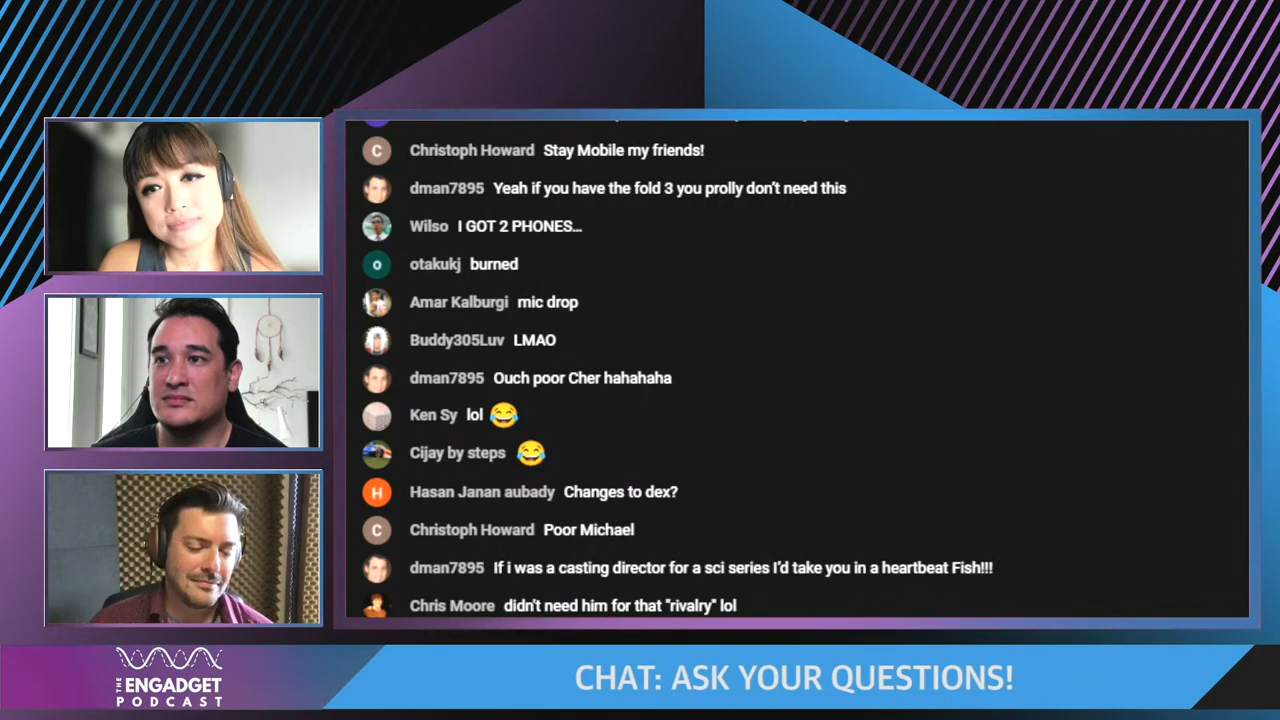 C Christoph Howard Stay Mobile my friends!
dman7895 Yeah if you have the fold 3 you prolly don't need this
Wilso I GOT 2 PHONES...
o otakukj burned
Amar Kalburgi mic drop
Buddy305Luv LMAO
dman7895 Ouch poor Cher hahahaha
Ken Sy lol 😂
Cijay by steps 😂
H Hasan Janan aubady Changes to dex?
C Christoph Howard Poor Michael
dman7895 If i was a casting director for a sci series I'd take you in a heartbeat Fish!!!
Chris Moore didn't need him for that "rivalry" lol
THE
ENGADGET
PODCAST
CHAT: ASK YOUR QUESTIONS!